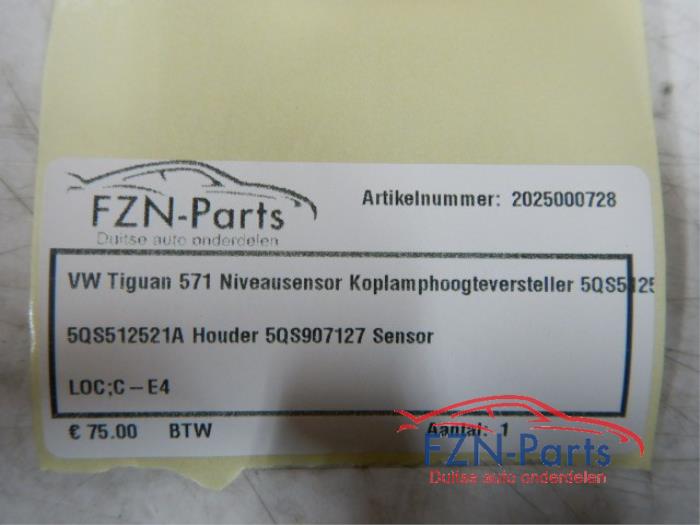 FZN-Parts
Duitse auto onderdelen
Artikelnummer: 2025000728
VW Tiguan 571 Niveausensor Koplamphoogteversteller 5QS5125
5QS512521A Houder 5QS907127 Sensor
LOC;C-E4
€ 75.00 BTW Aantal: 1
FZN-Parts
Duitse auto onderdelen